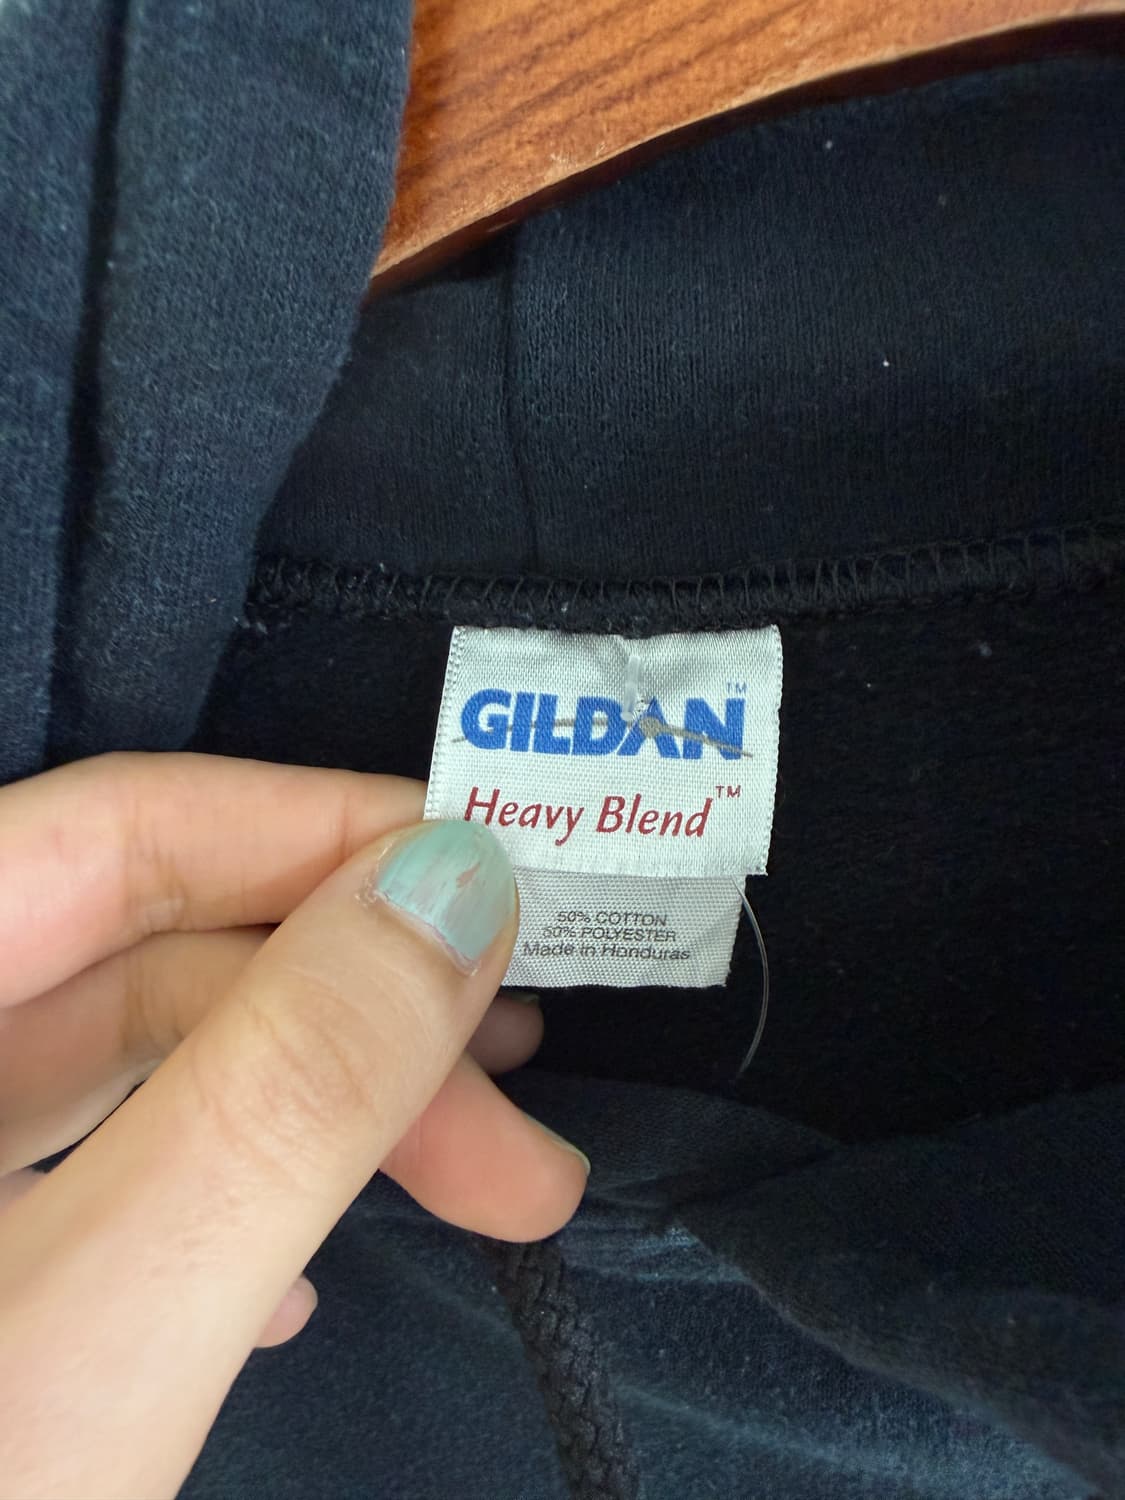 GILDAN™
Heavy Blend™
50% COTTON
50% POLYESTER
Made in Honduras